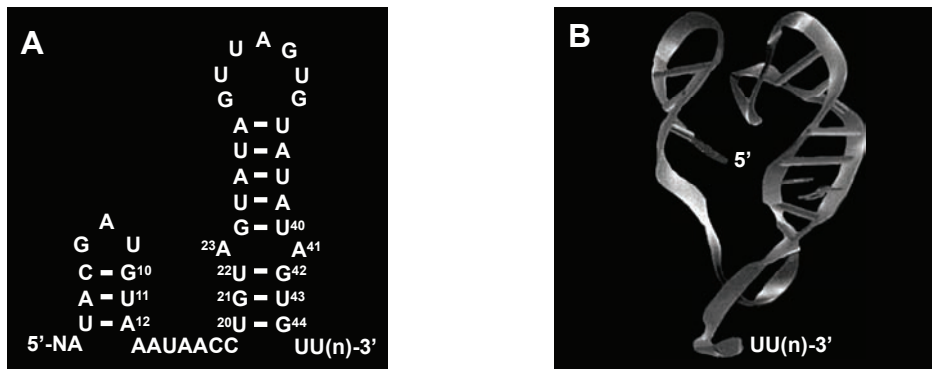 A
U A G
U U
G G
A – U
U – A
A – U
U – A
G – U⁴⁰
A
G U
²³A A⁴¹
C – G¹⁰
²²U – G⁴²
A – U¹¹
²¹G – U⁴³
U – A¹²
²⁰U – G⁴⁴
5’-NA AAUAACC UU(n)-3’
B
5’
UU(n)-3’